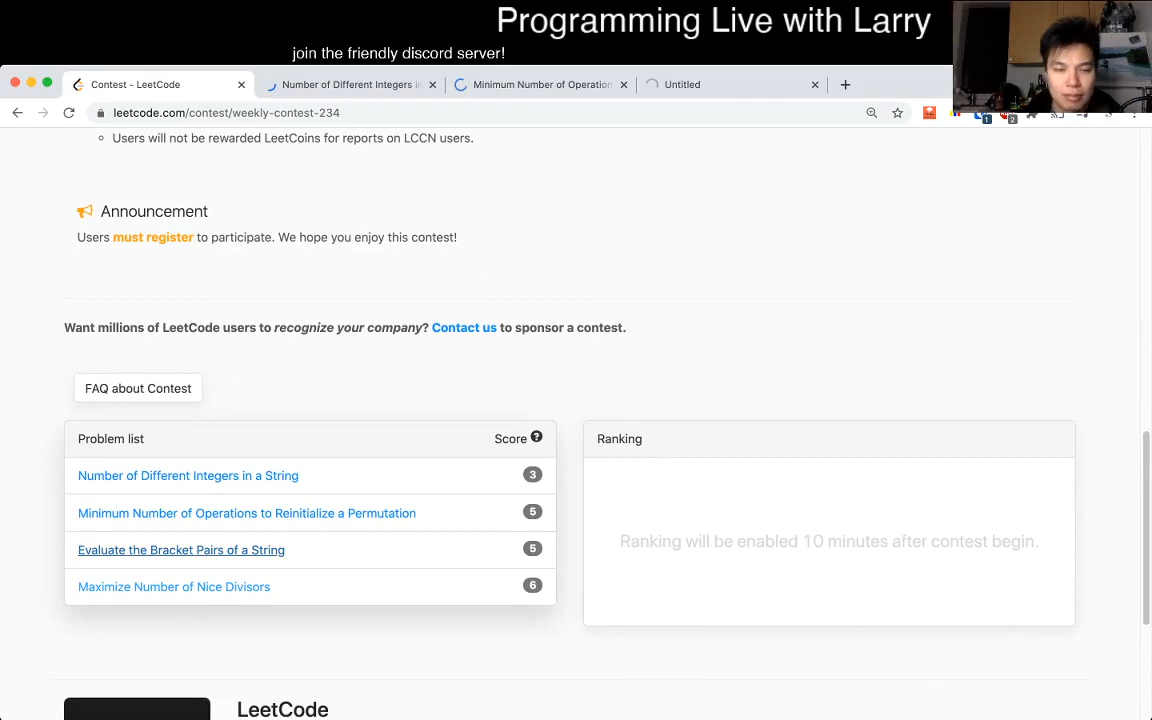 Programming Live with Larry
join the friendly discord server!
Contest - LeetCode
Number of Different Integers in
Minimum Number of Operation
Untitled
leetcode.com/contest/weekly-contest-234
1
2
Users will not be rewarded LeetCoins for reports on LCCN users.
Announcement
Users must register to participate. We hope you enjoy this contest!
Want millions of LeetCode users to recognize your company? Contact us to sponsor a contest.
FAQ about Contest
Problem list Score ?
Number of Different Integers in a String 3
Minimum Number of Operations to Reinitialize a Permutation 5
Evaluate the Bracket Pairs of a String 5
Maximize Number of Nice Divisors 6
Ranking
Ranking will be enabled 10 minutes after contest begin.
LeetCode